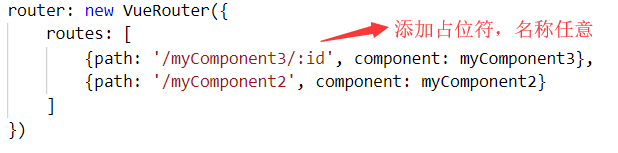 router: new VueRouter({
routes: [
添加占位符，名称任意
{path: '/myComponent3/:id', component: myComponent3},
{path: '/myComponent2', component: myComponent2}
]
})